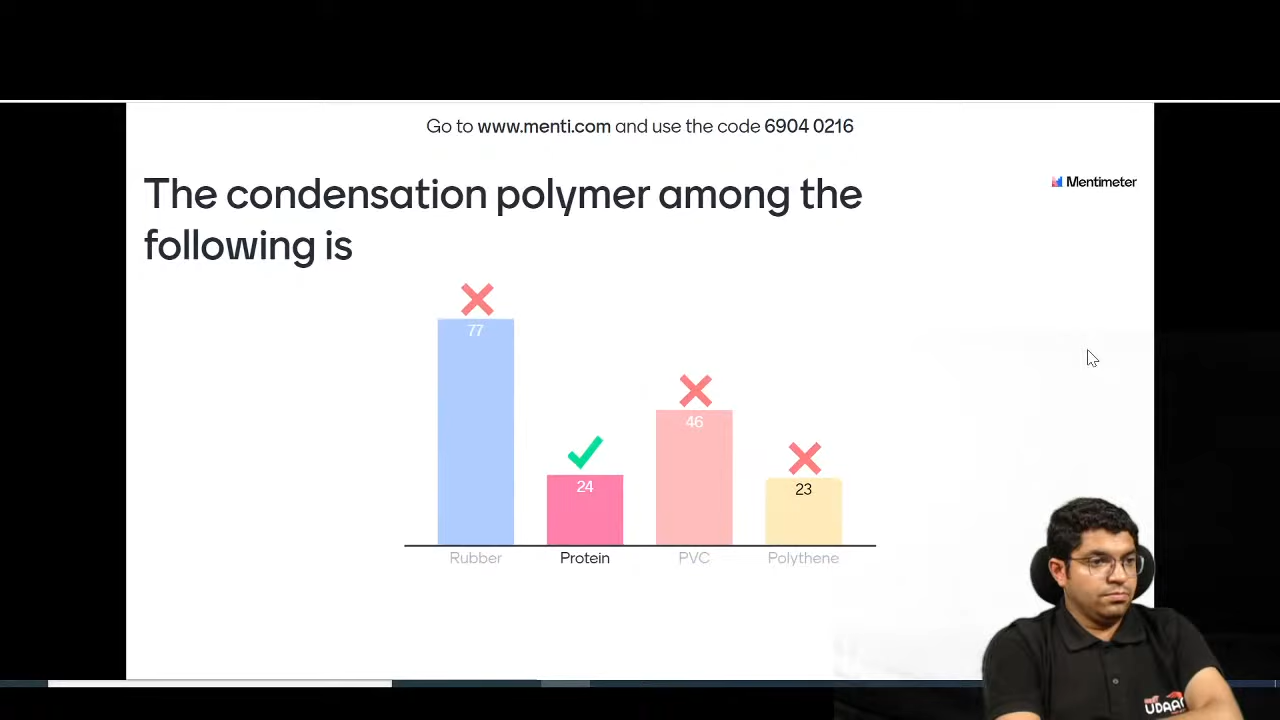 Go to www.menti.com and use the code 6904 0216
The condensation polymer among the
following is
Mentimeter
77
46
24
23
Rubber Protein PVC Polythene
UDAAN